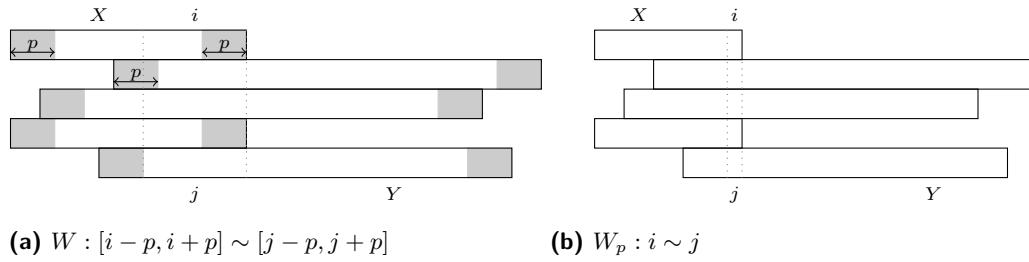 X i X i
p p
p
j Y j Y
(a) W : [i − p, i + p] ∼ [j − p, j + p] (b) W_p : i ∼ j